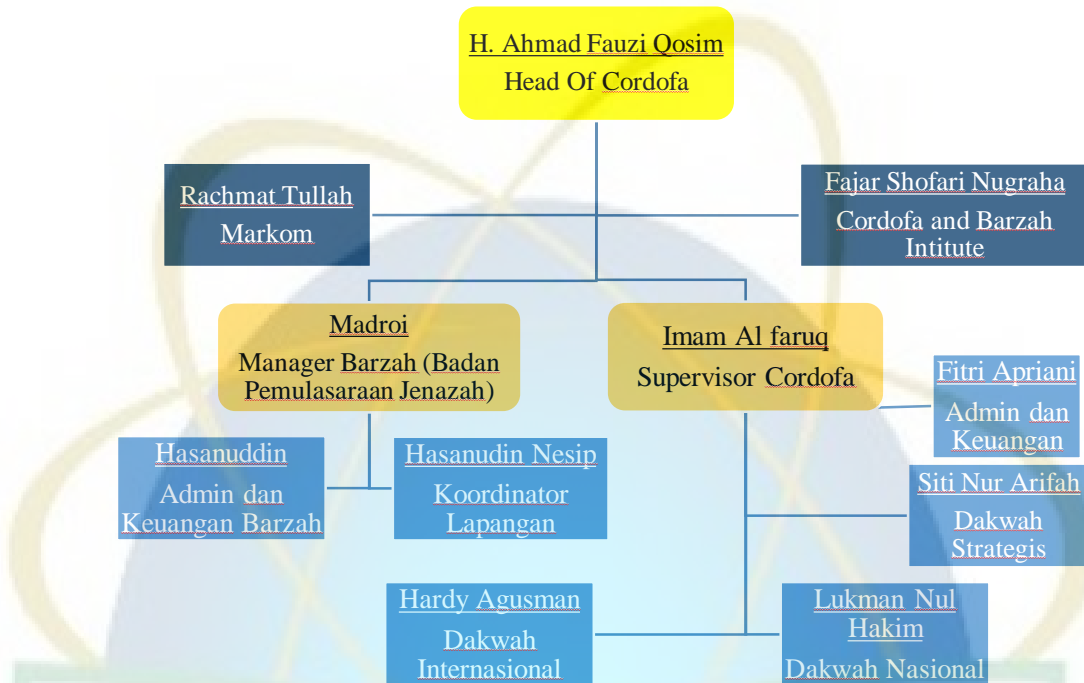 H. Ahmad Fauzi Qosim
Head Of Cordofa
Rachmat Tullah
Markom
Fajar Shofari Nugraha
Cordofa and Barzah
Intitute
Madroi
Manager Barzah (Badan
Pemulasaraan Jenazah)
Imam Al faruq
Supervisor Cordofa
Fitri Apriani
Admin dan
Keuangan
Hasanuddin
Admin dan
Keuangan Barzah
Hasanudin Nesip
Koordinator
Lapangan
Siti Nur Arifah
Dakwah
Strategis
Hardy Agusman
Dakwah
Internasional
Lukman Nul
Hakim
Dakwah Nasional